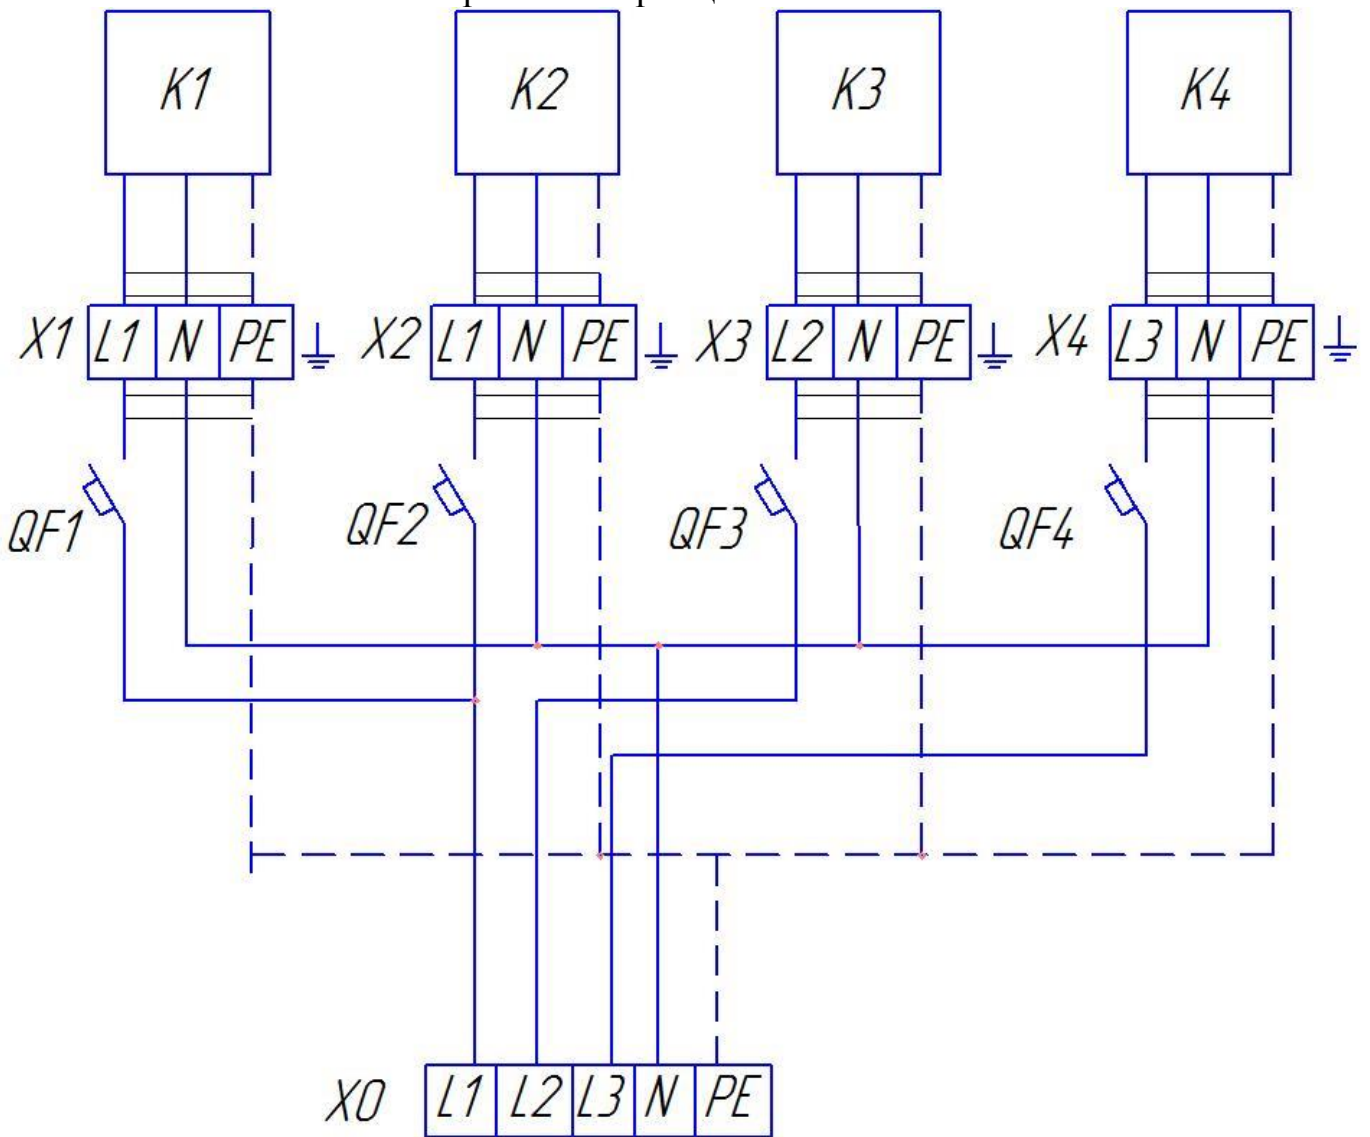 K1 K2 K3 K4
X1 L1 N PE X2 L1 N PE X3 L2 N PE X4 L3 N PE
QF1 QF2 QF3 QF4
X0 L1 L2 L3 N PE